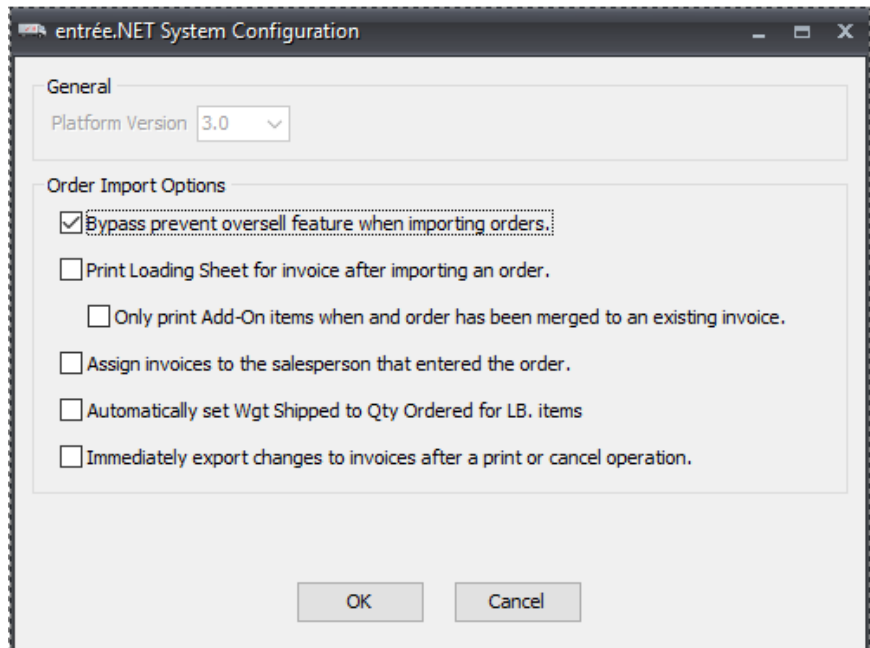 entrée.NET System Configuration
General
Platform Version 3.0
Order Import Options
Bypass prevent oversell feature when importing orders.
Print Loading Sheet for invoice after importing an order.
Only print Add-On items when and order has been merged to an existing invoice.
Assign invoices to the salesperson that entered the order.
Automatically set Wgt Shipped to Qty Ordered for LB. items
Immediately export changes to invoices after a print or cancel operation.
OK Cancel